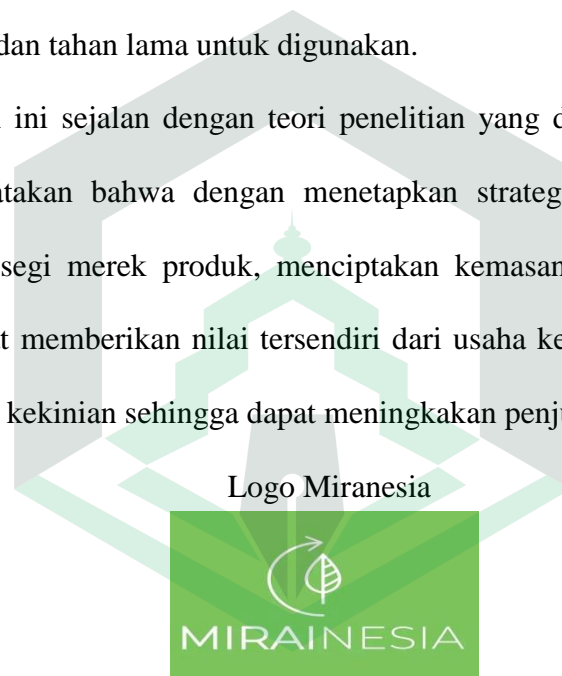 dan tahan lama untuk digunakan.
ini sejalan dengan teori penelitian yang
atakan bahwa dengan menetapkan strateg
segi merek produk, menciptakan kemasan
t memberikan nilai tersendiri dari usaha ke
kekinian sehingga dapat meningkakan penju
Logo Miranesia
MIRAINESIA